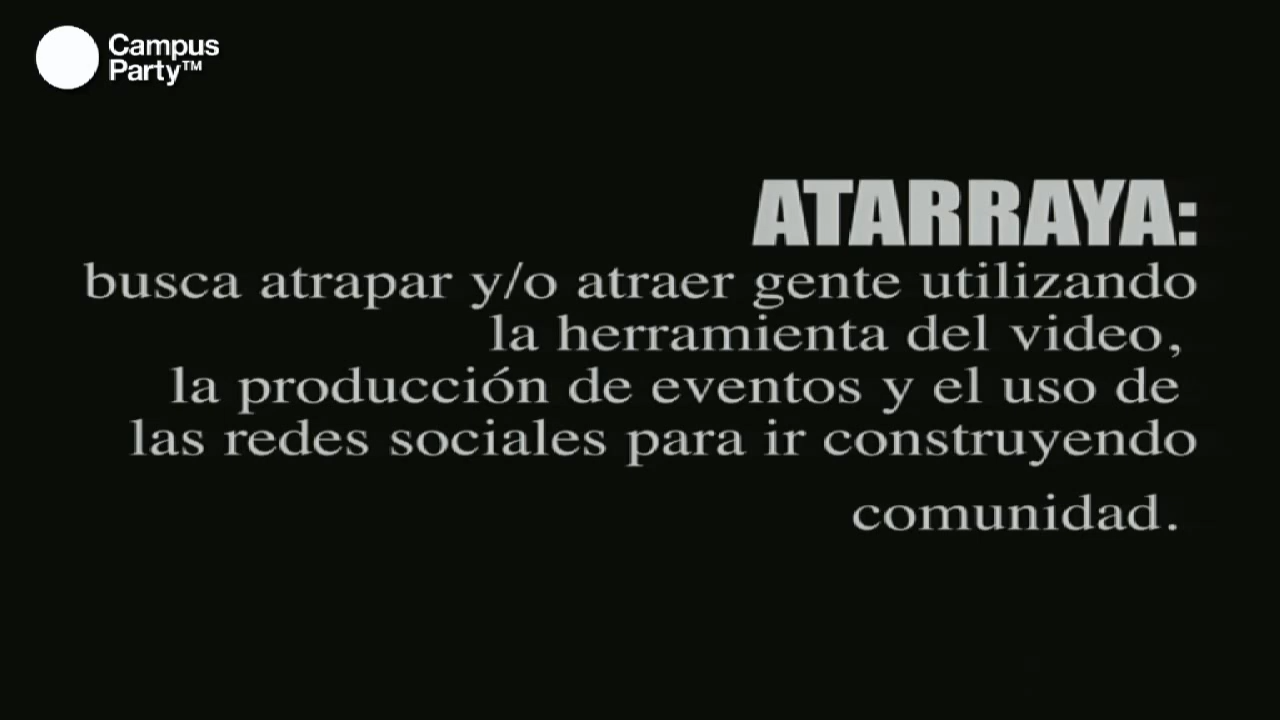 Campus
Party™
ATARRAYA:
busca atrapar y/o atraer gente utilizando
la herramienta del video,
la producción de eventos y el uso de
las redes sociales para ir construyendo
comunidad.